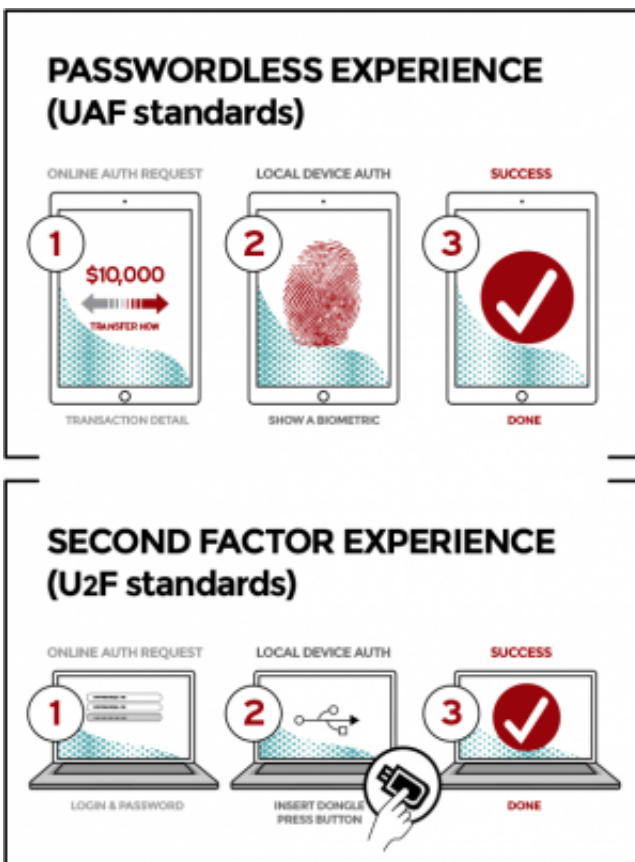 PASSWORDLESS EXPERIENCE
(UAF standards)
ONLINE AUTH REQUEST
LOCAL DEVICE AUTH
SUCCESS
1
2
3
$10,000
TRANSFER NOW
TRANSACTION DETAIL
SHOW A BIOMETRIC
DONE
SECOND FACTOR EXPERIENCE
(U2F standards)
ONLINE AUTH REQUEST
LOCAL DEVICE AUTH
SUCCESS
1
2
3
LOGIN & PASSWORD
INSERT DONGLE
PRESS BUTTON
DONE